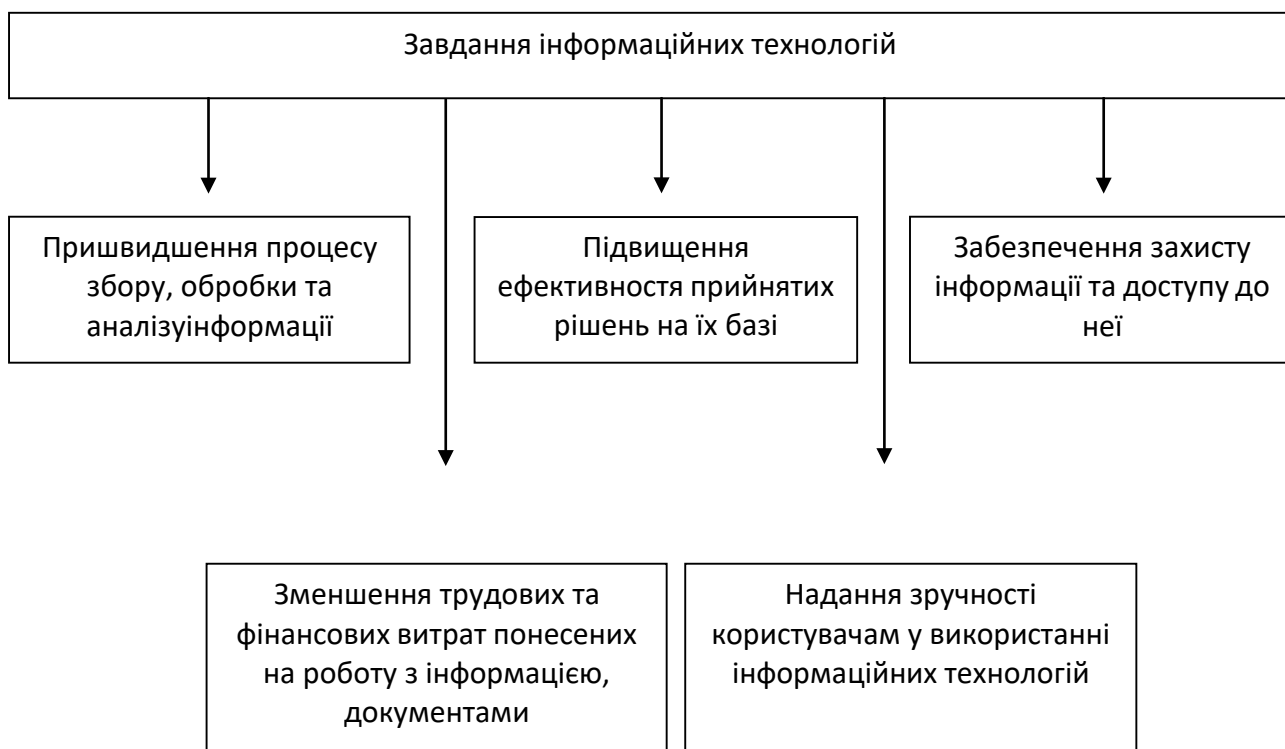 Завдання інформаційних технологій
Пришвидшення процесу
збору, обробки та
аналізуінформації
Підвищення
ефективностя прийнятих
рішень на їх базі
Забезпечення захисту
інформації та доступу до
неї
Зменшення трудових та
фінансових витрат понесених
на роботу з інформацією,
документами
Надання зручності
користувачам у використанні
інформаційних технологій